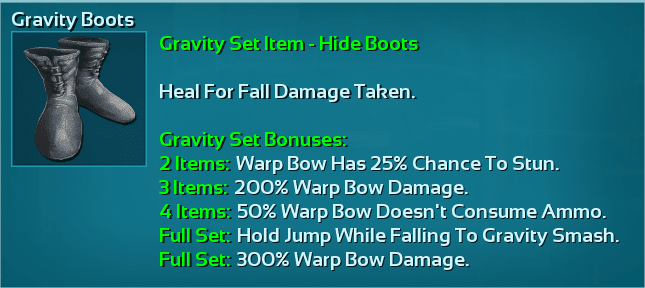 Gravity Boots
Gravity Set Item - Hide Boots
Heal For Fall Damage Taken.
Gravity Set Bonuses:
2 Items: Warp Bow Has 25% Chance To Stun.
3 Items: 200% Warp Bow Damage.
4 Items: 50% Warp Bow Doesn't Consume Ammo.
Full Set: Hold Jump While Falling To Gravity Smash.
Full Set: 300% Warp Bow Damage.